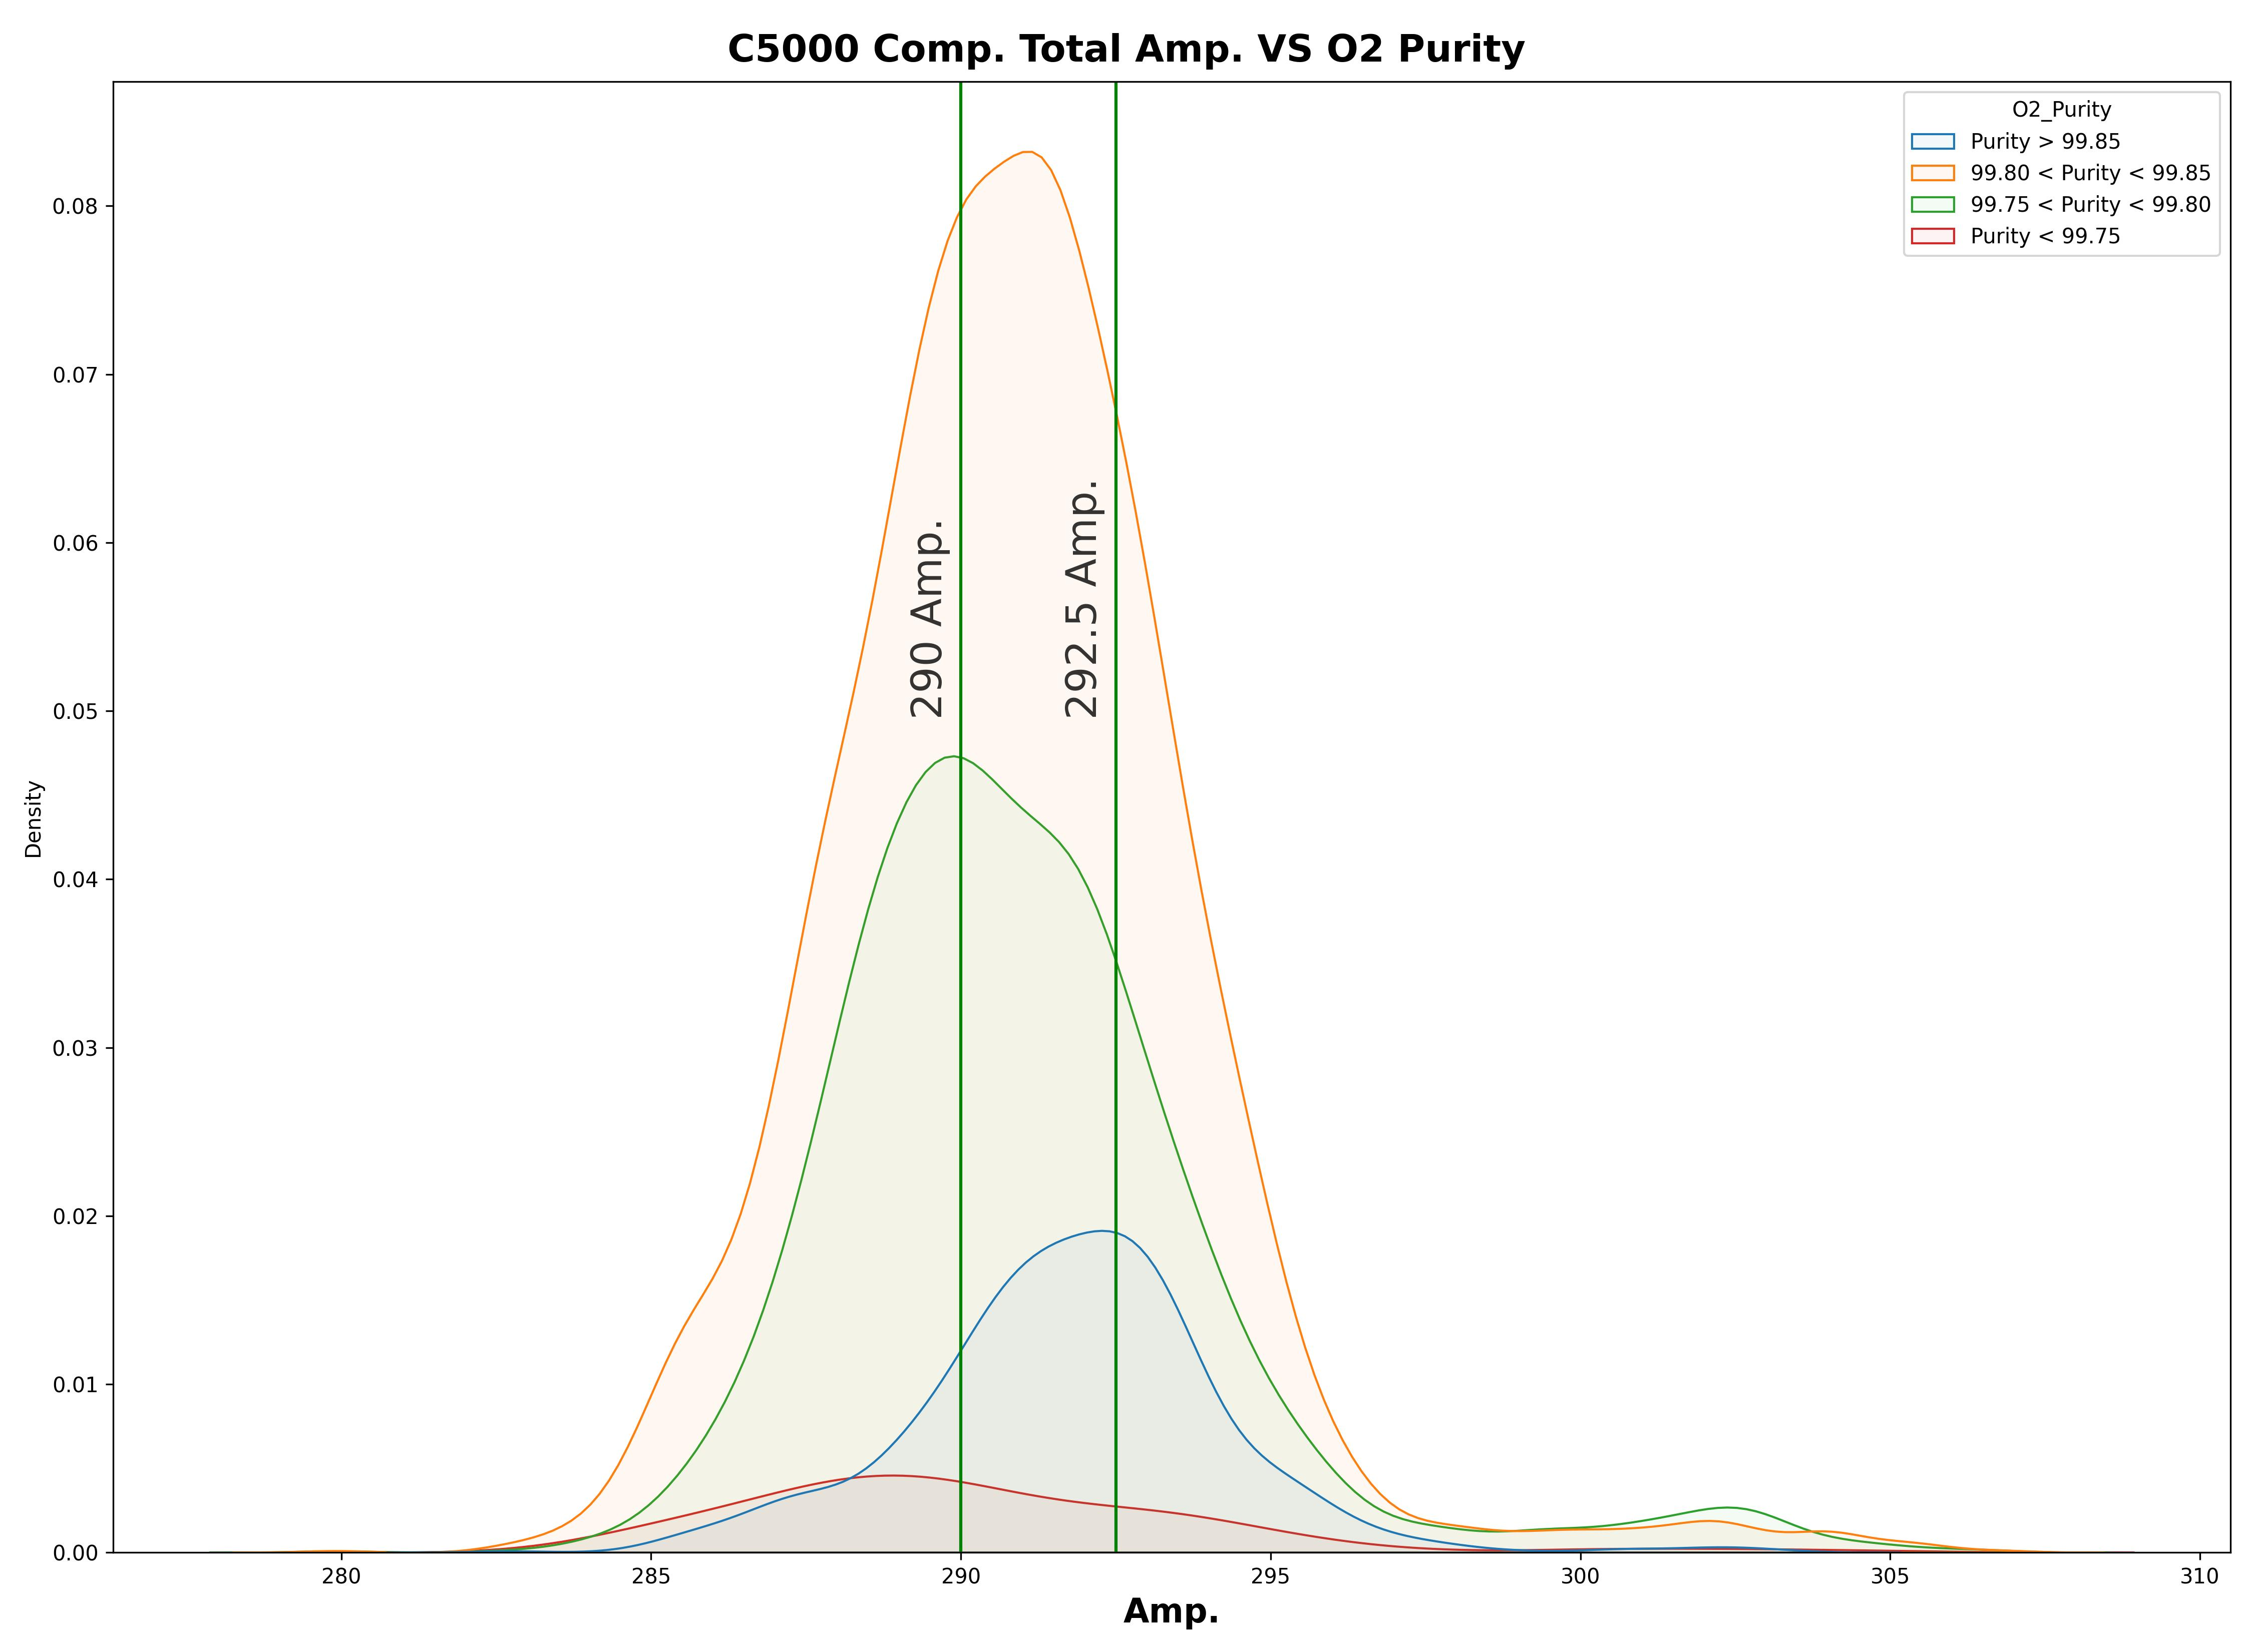 C5000 Comp. Total Amp. VS O2 Purity
O2_Purity
Purity > 99.85
99.80 < Purity < 99.85
99.75 < Purity < 99.80
Purity < 99.75
0.08
0.07
0.06
0.05
0.04
0.03
0.02
0.01
0.00
Density
290 Amp.
292.5 Amp.
280
285
290
295
300
305
310
Amp.